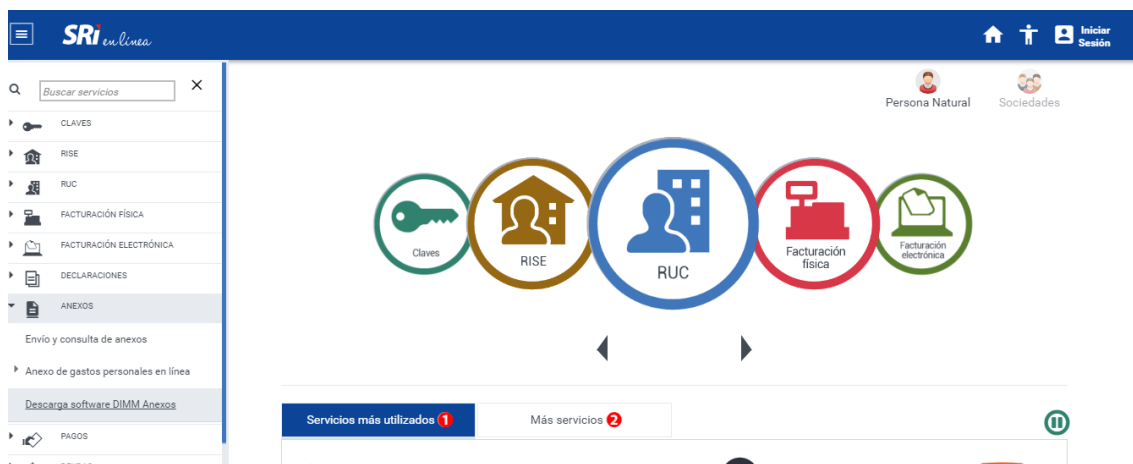 SRi en línea
Iniciar
Sesión
Buscar servicios
Persona Natural
Sociedades
CLAVES
RISE
RUC
FACTURACIÓN FÍSICA
FACTURACIÓN ELECTRÓNICA
DECLARACIONES
ANEXOS
Envío y consulta de anexos
Anexo de gastos personales en línea
Descarga software DIMM Anexos
PAGOS
Claves
RISE
RUC
Facturación
física
Facturación
electrónica
Servicios más utilizados 1
Más servicios 2